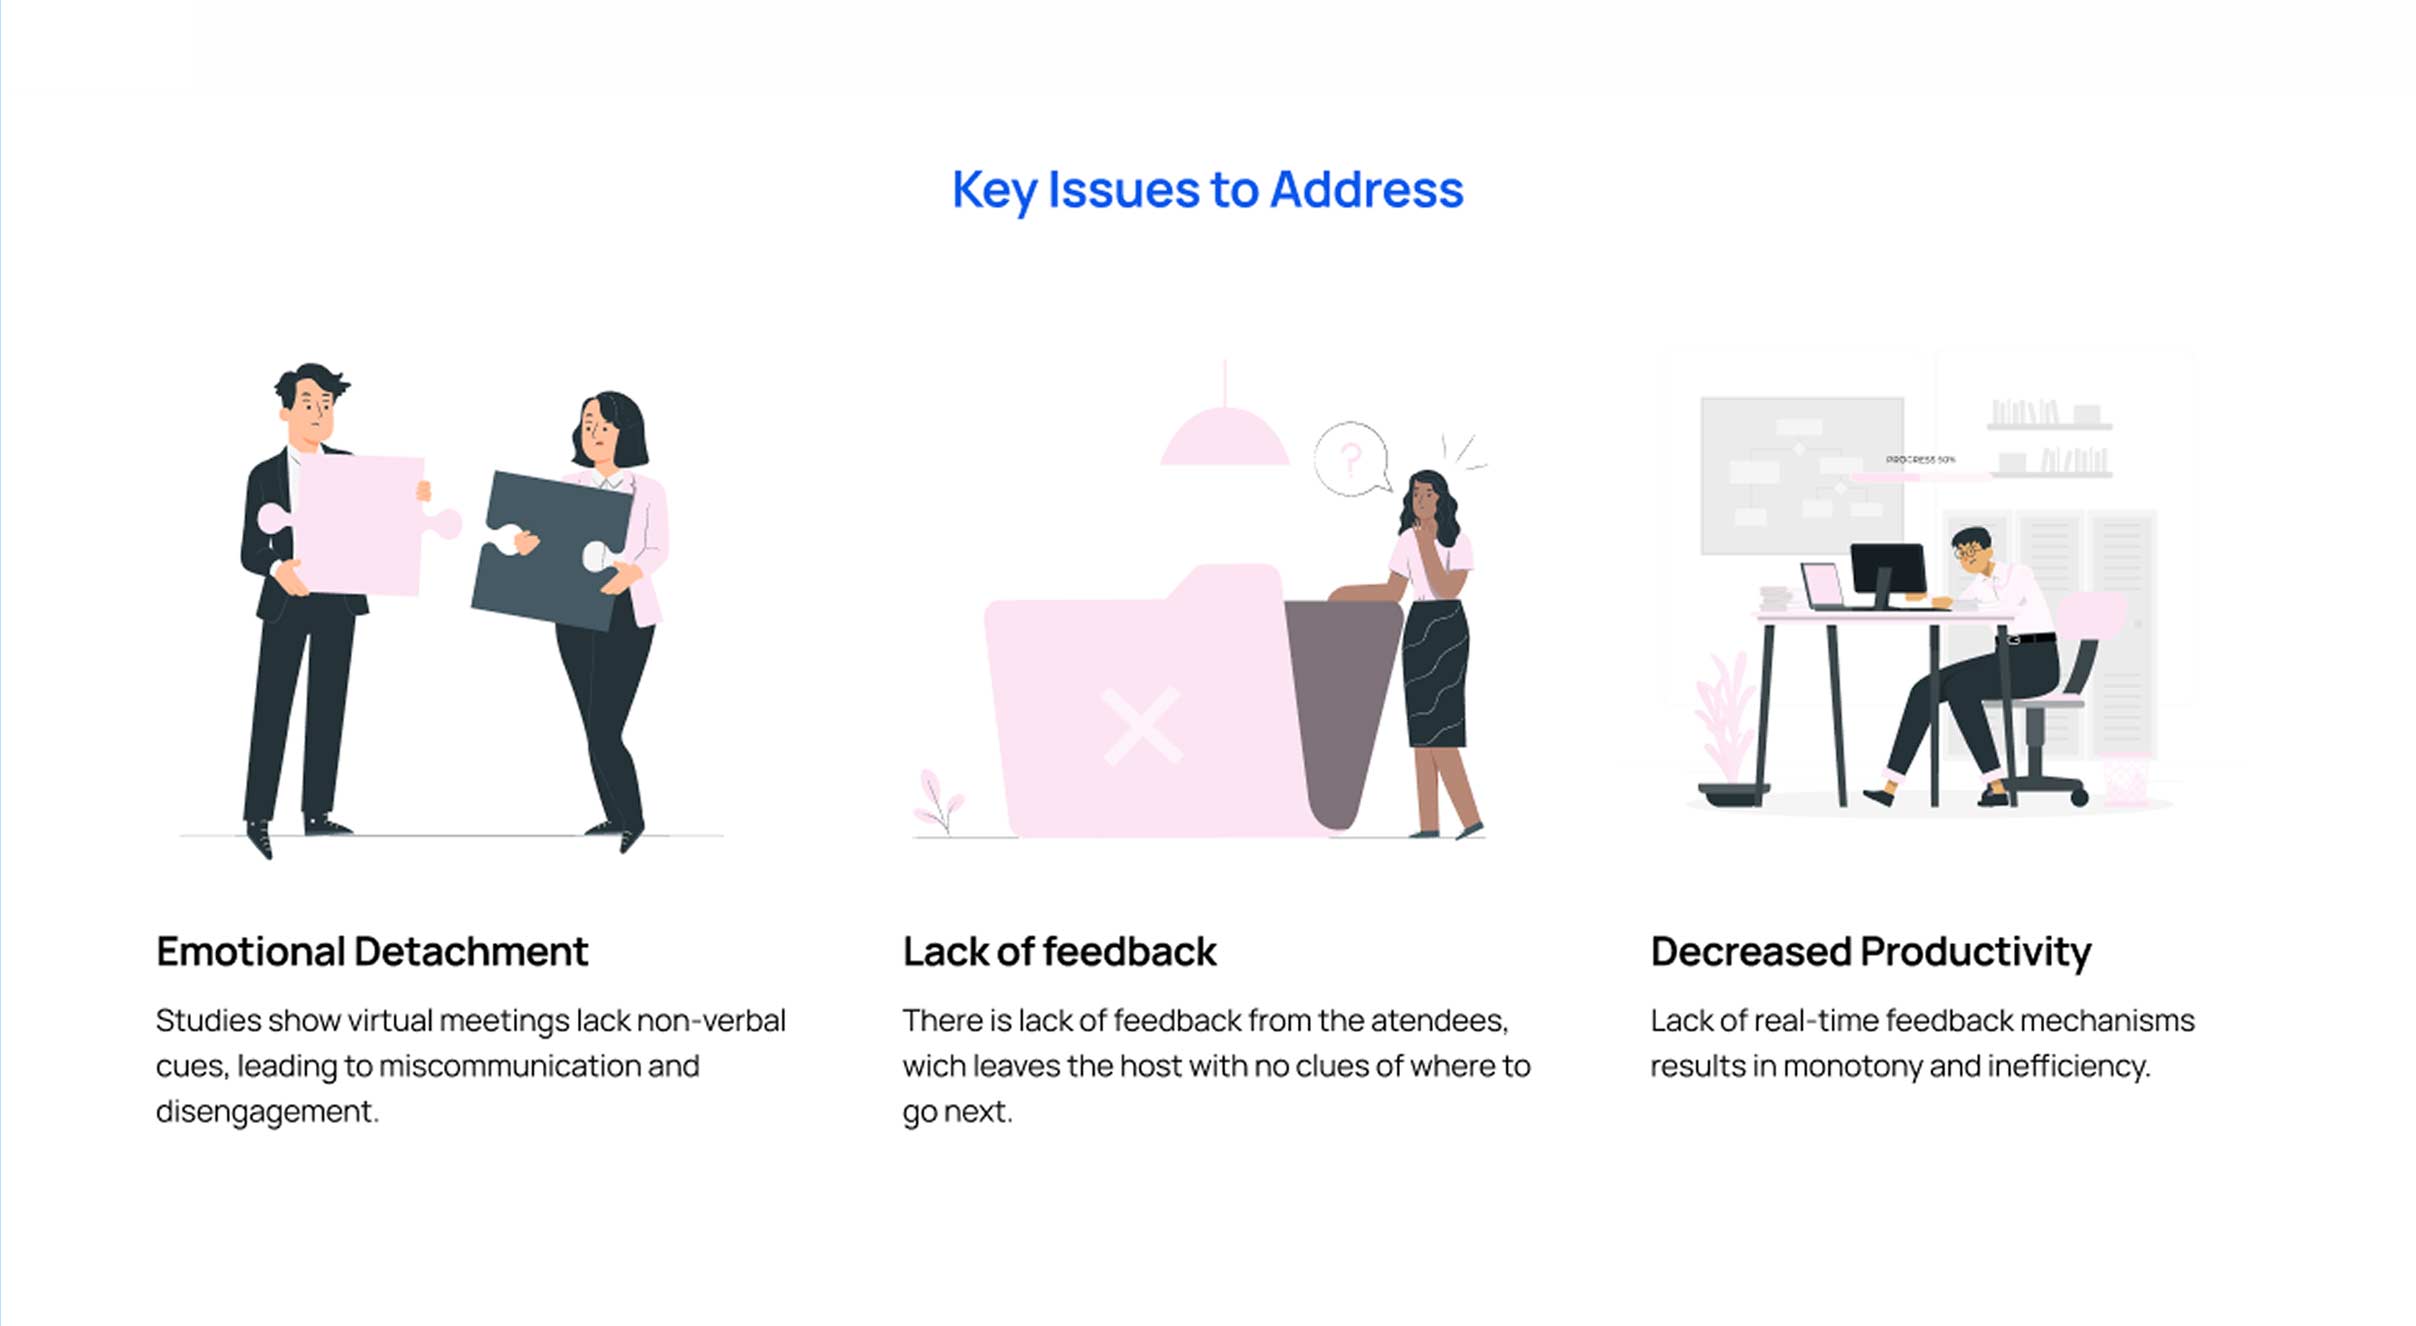 Key Issues to Address
PROGRESS 50%
?
Emotional Detachment
Studies show virtual meetings lack non-verbal
cues, leading to miscommunication and
disengagement.
Lack of feedback
There is lack of feedback from the atendees,
wich leaves the host with no clues of where to
go next.
Decreased Productivity
Lack of real-time feedback mechanisms
results in monotony and inefficiency.